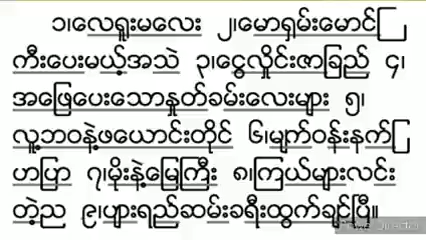 ၁၊လေရူးမလေး ၂၊မောရှမ်းမောင်ကြ
ကီးပေးမယ့်အသဲ ၃၊ငွေလှိုင်းဇာခြည် ၄၊
အဖြေပေးသောနှုတ်ခမ်းလေးများ ၅၊
လူ့ဘဝနဲ့ဖယောင်းတိုင် ၆၊မျက်ဝန်းနက်ပြ
ဟပြာ ၇၊မိုးနဲ့မြေကြီး ၈၊ကြယ်များလင်း
တဲ့ည ၉၊ပျားရည်ဆမ်းခရီးထွက်ချင်ပြီ။